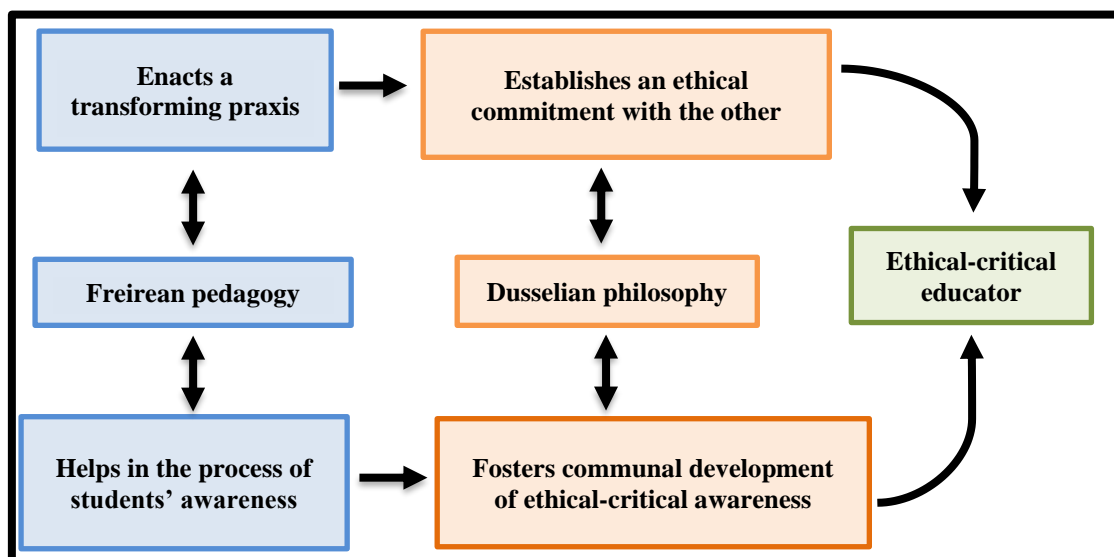 Enacts a
transforming praxis
Establishes an ethical
commitment with the other
Freirean pedagogy
Dusselian philosophy
Ethical-critical
educator
Helps in the process of
students’ awareness
Fosters communal development
of ethical-critical awareness